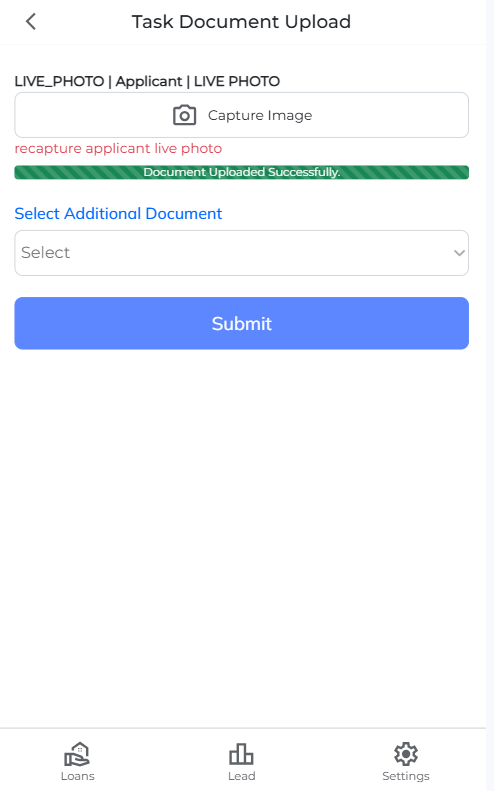 Task Document Upload
LIVE_PHOTO | Applicant | LIVE PHOTO
Capture Image
recapture applicant live photo
Document Uploaded Successfully.
Select Additional Document
Select
Submit
Loans
Lead
Settings